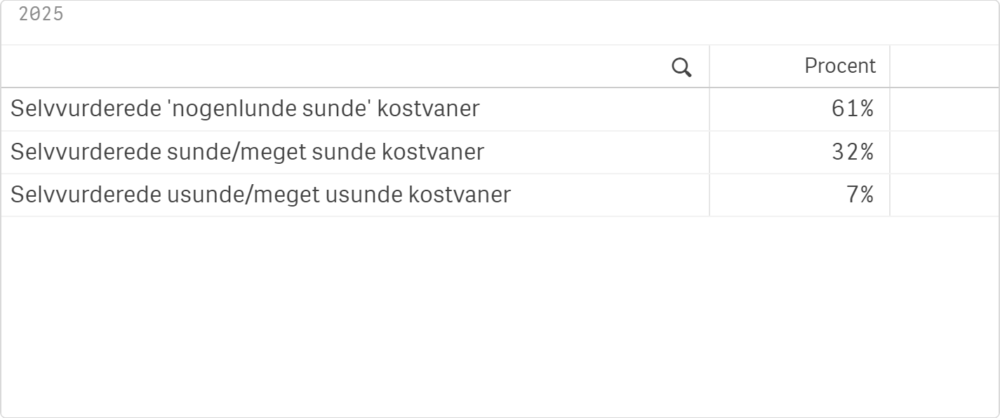 2025
Procent
Selvvurderede 'nogenlunde sunde' kostvaner 61%
Selvvurderede sunde/meget sunde kostvaner 32%
Selvvurderede usunde/meget usunde kostvaner 7%